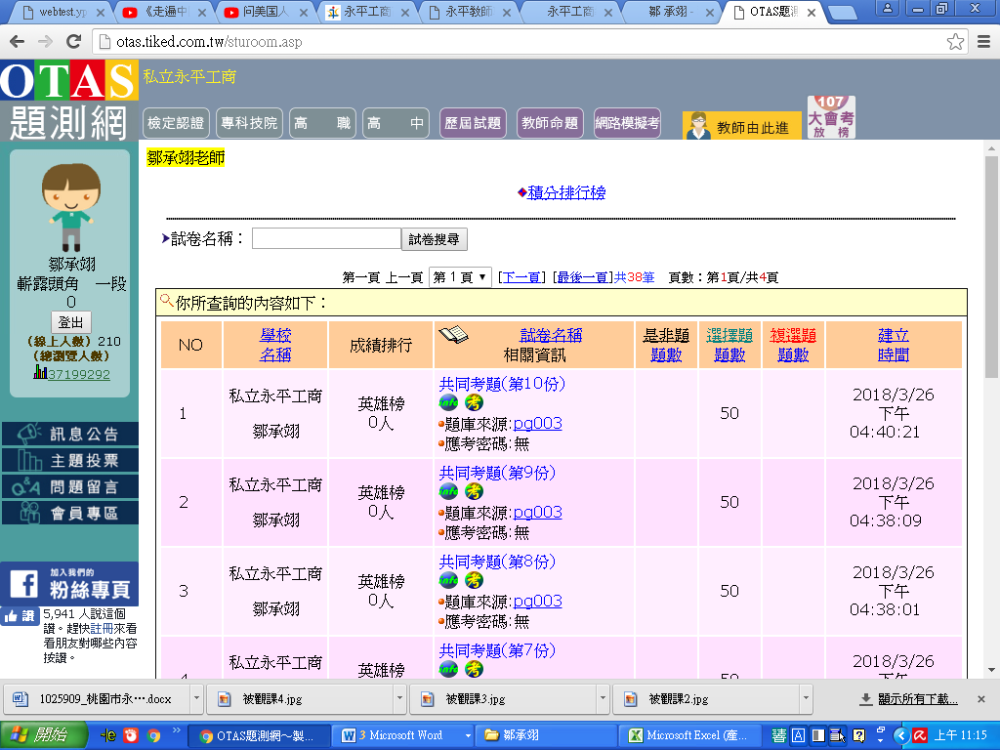 webtest.yp
《走遍中
问美国人
永平工商
永平教師
永平工商
鄒 承翊 -
OTAS題測
otas.tiked.com.tw/sturoom.asp
OTAS
題測網
私立永平工商
檢定認證
專科技院
高 職
高 中
歷屆試題
教師命題
網路模擬考
教師由此進
107
大會考
放 榜
鄒承翊
嶄露頭角 一段
0
登出
(線上人數) 210
(總瀏覽人數)
37199292
訊息公告
主題投票
Q&A 問題留言
會員專區
加入我們的
粉絲專頁
讚 5,941 人說這個
讚。趕快註冊來看
看朋友對哪些內容
按讚。
鄒承翊老師
積分排行榜
試卷名稱： 試卷搜尋
第一頁 上一頁 第 1 頁 [下一頁] [最後一頁]共38筆 頁數：第1頁/共4頁
你所查詢的內容如下：
NO
學校
名稱
成績排行
試卷名稱
相關資訊
是非題
題數
選擇題
題數
複選題
題數
建立
時間
1
私立永平工商
鄒承翊
英雄榜
0人
共同考題(第10份)
info 考
題庫來源:pg003
應考密碼:無
50
2018/3/26
下午
04:40:21
2
私立永平工商
鄒承翊
英雄榜
0人
共同考題(第9份)
info 考
題庫來源:pg003
應考密碼:無
50
2018/3/26
下午
04:38:09
3
私立永平工商
鄒承翊
英雄榜
0人
共同考題(第8份)
info 考
題庫來源:pg003
應考密碼:無
50
2018/3/26
下午
04:38:01
4
私立永平工商
英雄榜
共同考題(第7份)
info 考
50
2018/3/26
下午
1025909_桃園市永....docx
被觀課4.jpg
被觀課3.jpg
被觀課2.jpg
顯示所有下載...
開始
OTAS題測網～製...
3 Microsoft Word
鄒承翊
Microsoft Excel (產...
上午 11:15